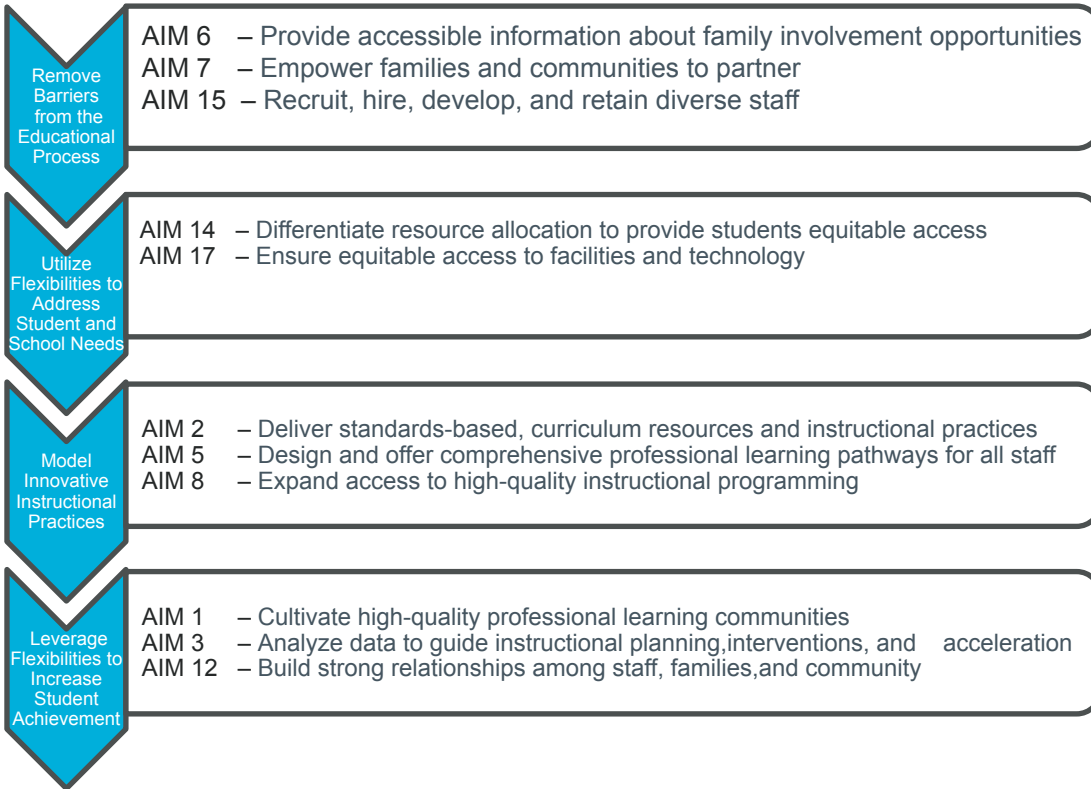 Remove
Barriers
from the
Educational
Process
AIM 6 – Provide accessible information about family involvement opportunities
AIM 7 – Empower families and communities to partner
AIM 15 – Recruit, hire, develop, and retain diverse staff
Utilize
Flexibilities to
Address
Student and
School Needs
AIM 14 – Differentiate resource allocation to provide students equitable access
AIM 17 – Ensure equitable access to facilities and technology
Model
Innovative
Instructional
Practices
AIM 2 – Deliver standards-based, curriculum resources and instructional practices
AIM 5 – Design and offer comprehensive professional learning pathways for all staff
AIM 8 – Expand access to high-quality instructional programming
Leverage
Flexibilities to
Increase
Student
Achievement
AIM 1 – Cultivate high-quality professional learning communities
AIM 3 – Analyze data to guide instructional planning,interventions, and acceleration
AIM 12 – Build strong relationships among staff, families,and community